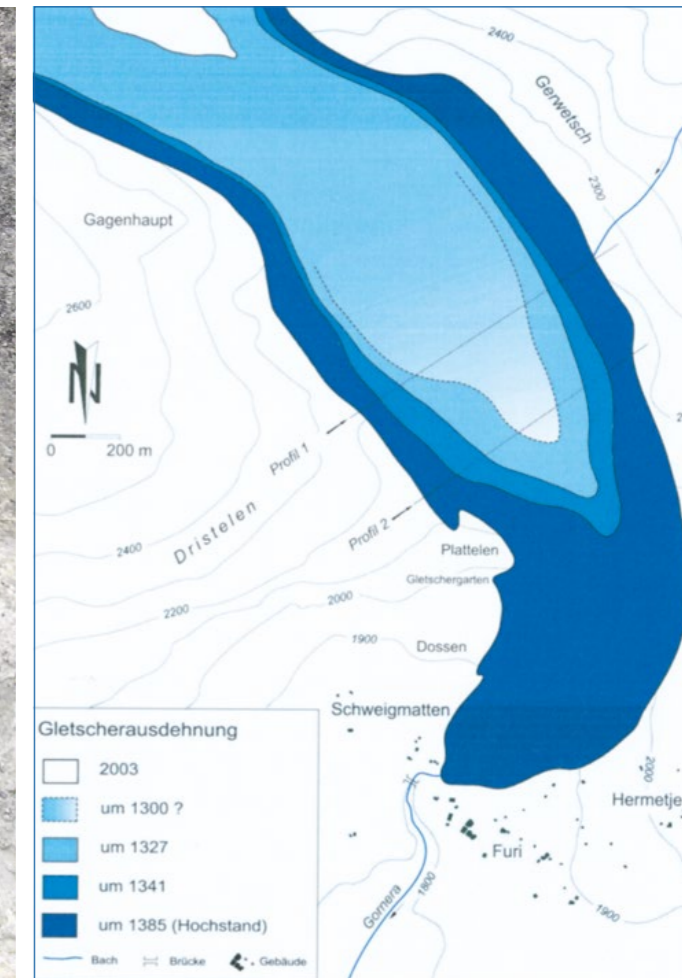 2400
Gerwetsch
2300
Gagenhaupt
2600
N
0 200 m
Profil 1
Dristelen
Profil 2
2400
Plattelen
Gletschergarten
2200
2000
1900
Dossen
Schweigmatten
2000
Hermetje
Furi
Gornera
1800
1900
Gletscherausdehnung
2003
um 1300 ?
um 1327
um 1341
um 1385 (Hochstand)
Bach Brücke Gebäude